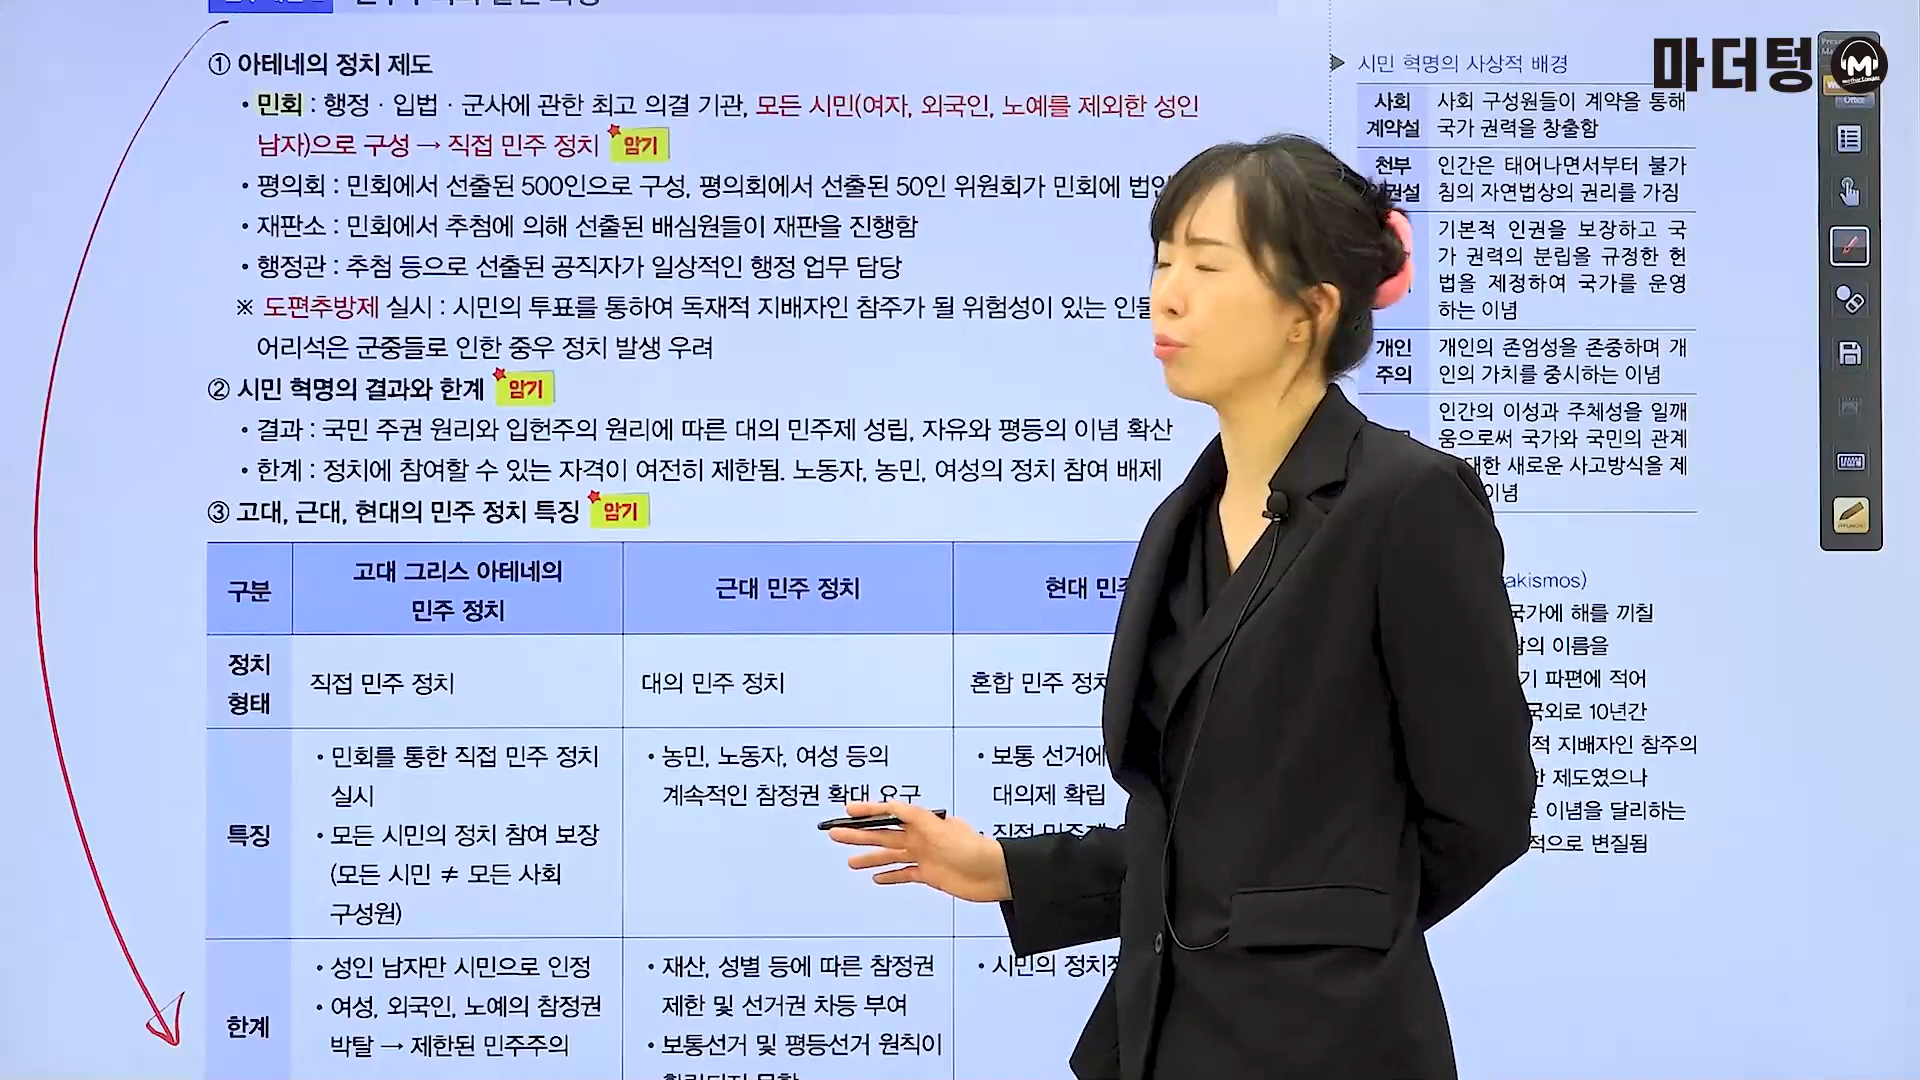 ① 아테네의 정치 제도
• 민회 : 행정 · 입법 · 군사에 관한 최고 의결 기관, 모든 시민(여자, 외국인, 노예를 제외한 성인
남자)으로 구성 → 직접 민주 정치 암기
• 평의회 : 민회에서 선출된 500인으로 구성, 평의회에서 선출된 50인 위원회가 민회에
• 재판소 : 민회에서 추첨에 의해 선출된 배심원들이 재판을 진행함
• 행정관 : 추첨 등으로 선출된 공직자가 일상적인 행정 업무 담당
※ 도편추방제 실시 : 시민의 투표를 통하여 독재적 지배자인 참주가 될 위험성이 있는
어리석은 군중들로 인한 중우 정치 발생 우려
② 시민 혁명의 결과와 한계 암기
• 결과 : 국민 주권 원리와 입헌주의 원리에 따른 대의 민주제 성립, 자유와 평등의 이념 확산
• 한계 : 정치에 참여할 수 있는 자격이 여전히 제한됨. 노동자, 농민, 여성의 정치 참여 배제
③ 고대, 근대, 현대의 민주 정치 특징 암기
구분
고대 그리스 아테네의
민주 정치
근대 민주 정치
현대
정치
형태
직접 민주 정치
대의 민주 정치
혼합 민주 정치
특징
• 민회를 통한 직접 민주 정치
실시
• 모든 시민의 정치 참여 보장
(모든 시민 ≠ 모든 사회
구성원)
• 농민, 노동자, 여성 등의
계속적인 참정권 확대 요구
• 보통 선거에
대의제 확립
한계
• 성인 남자만 시민으로 인정
• 여성, 외국인, 노예의 참정권
박탈 → 제한된 민주주의
• 재산, 성별 등에 따른 참정권
제한 및 선거권 차등 부여
• 보통선거 및 평등선거 원칙이
• 시민의
마더텅
시민 혁명의 사상적 배경
사회
계약설
사회 구성원들이 계약을 통해
국가 권력을 창출함
천부
인간은 태어나면서부터 불가
침의 자연법상의 권리를 가짐
기본적 인권을 보장하고 국
가 권력의 분립을 규정한 헌
법을 제정하여 국가를 운영
하는 이념
개인
주의
개인의 존엄성을 존중하며 개
인의 가치를 중시하는 이념
인간의 이성과 주체성을 일깨
움으로써 국가와 국민의 관계
대한 새로운 사고방식을 제
이념
akismos)
국가에 해를 끼칠
이름을
파편에 적어
국외로 10년간
적 지배자인 참주의
제도였으나
이념을 달리하는
적으로 변질됨